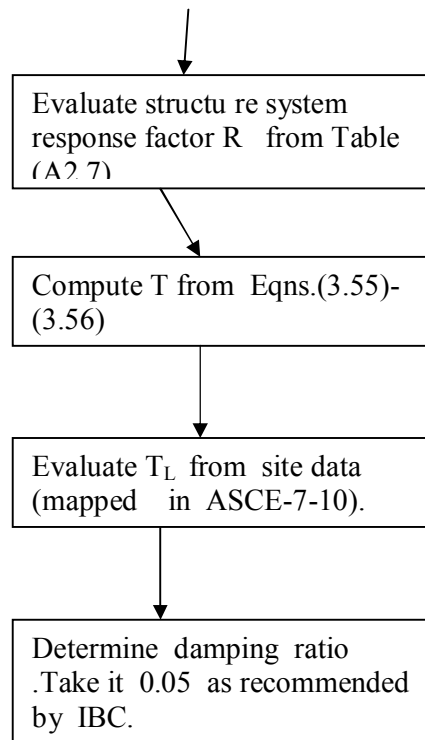 Evaluate structu re system
response factor R from Table
(A2.7)
Compute T from Eqns.(3.55)-
(3.56)
Evaluate TL from site data
(mapped in ASCE-7-10).
Determine damping ratio
.Take it 0.05 as recommended
by IBC.